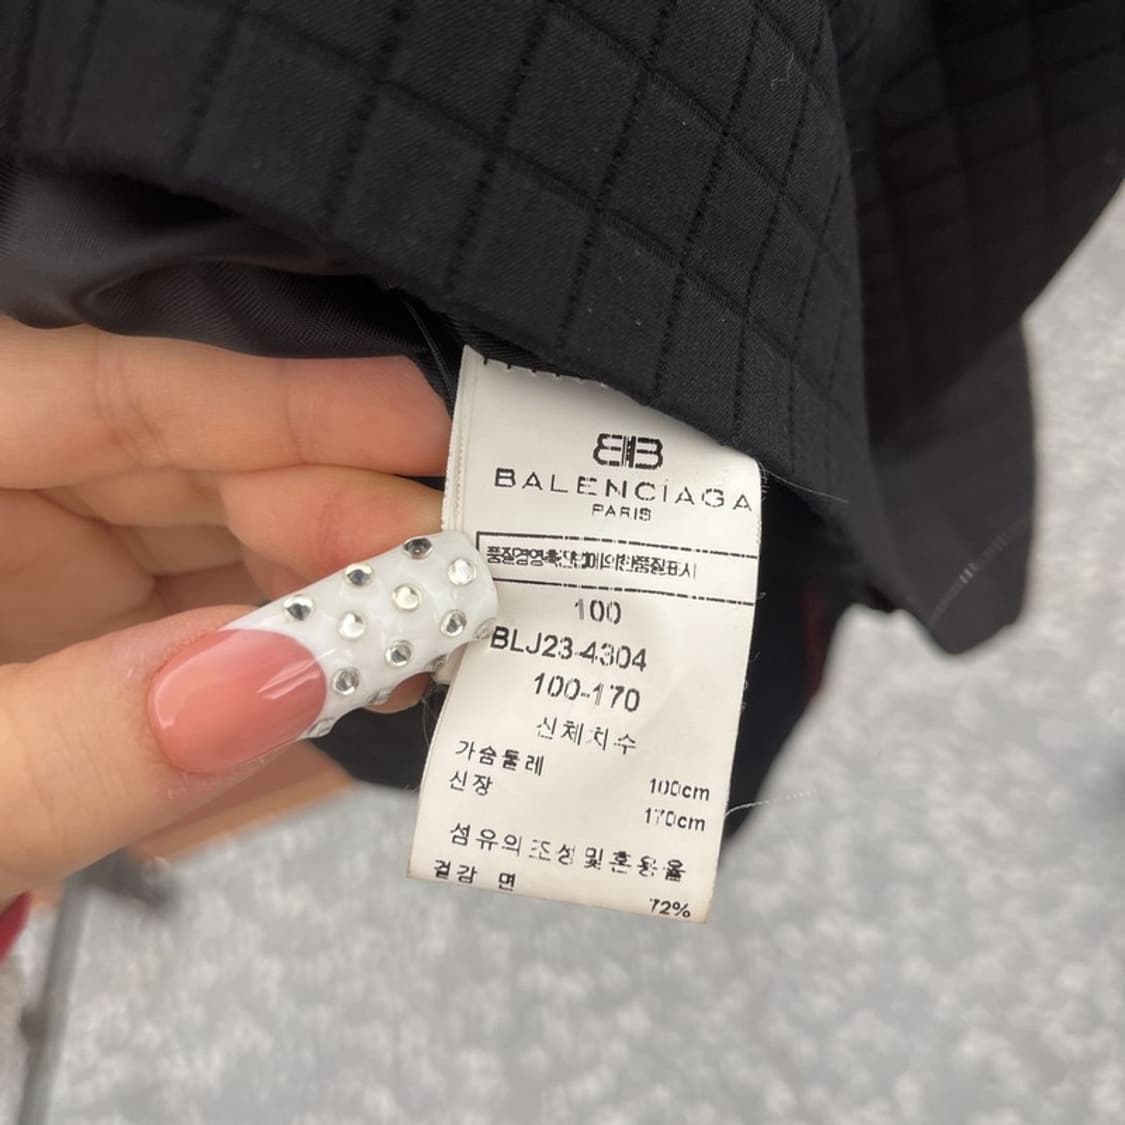 BB
BALENCIAGA
PARIS
100
BLJ23-4304
100-170
신체치수
가슴둘레 100cm
신장 170cm
섬유의 조성 및 혼용율
겉감 면 72%